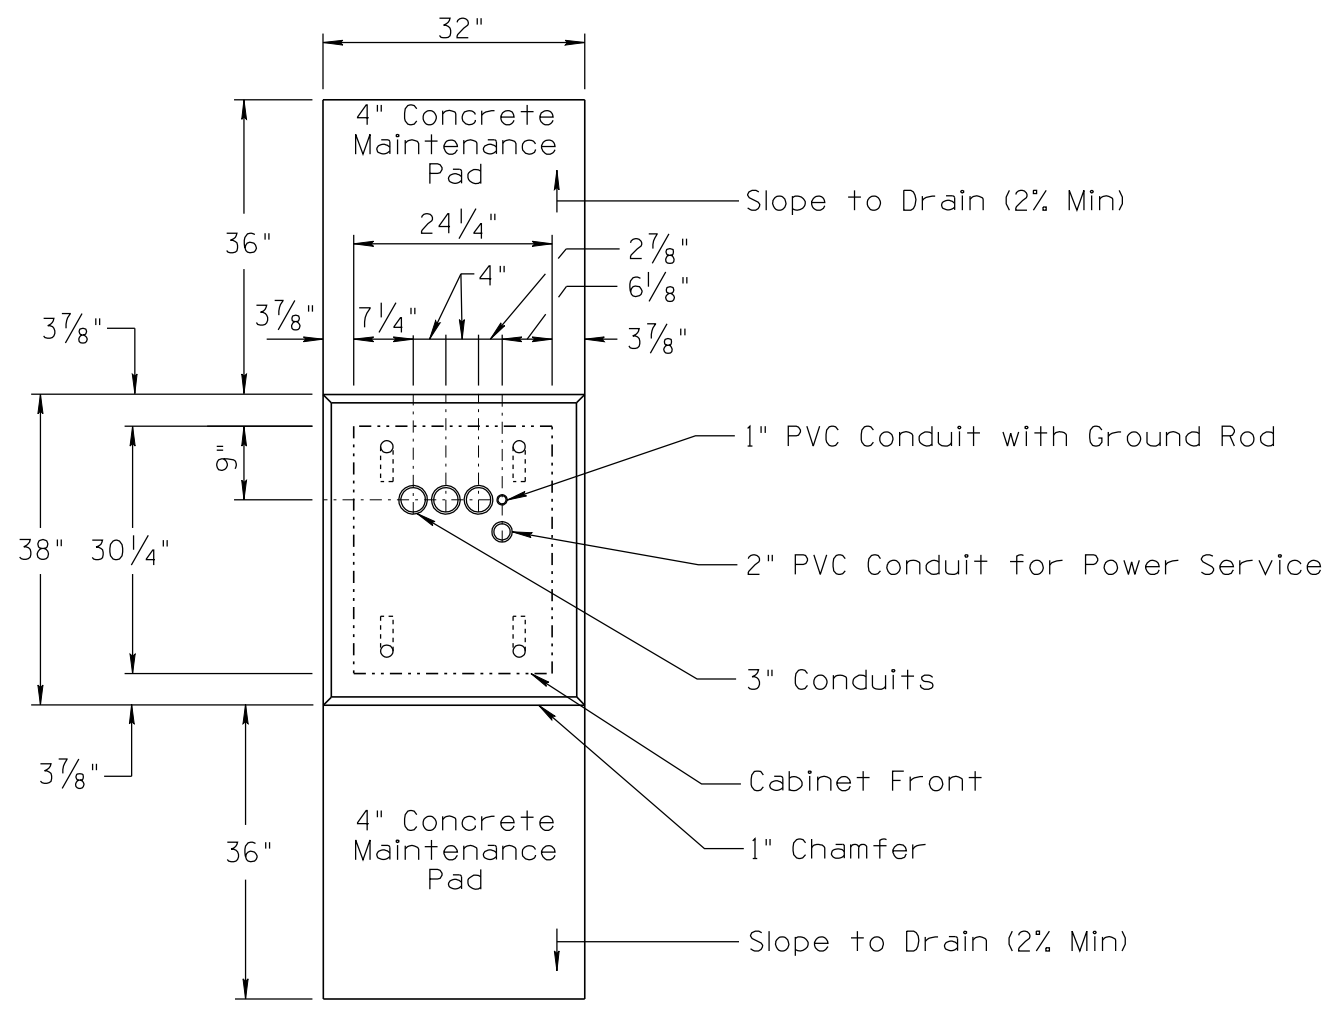 32"
4" Concrete
Maintenance
Pad
Slope to Drain (2% Min)
24 1/4"
36"
2 7/8"
4"
6 1/8"
3 7/8"
7 1/4"
3 7/8"
3 7/8"
1" PVC Conduit with Ground Rod
9"
38"
30 1/4"
2" PVC Conduit for Power Service
3" Conduits
3 7/8"
Cabinet Front
4" Concrete
Maintenance
Pad
36"
1" Chamfer
Slope to Drain (2% Min)